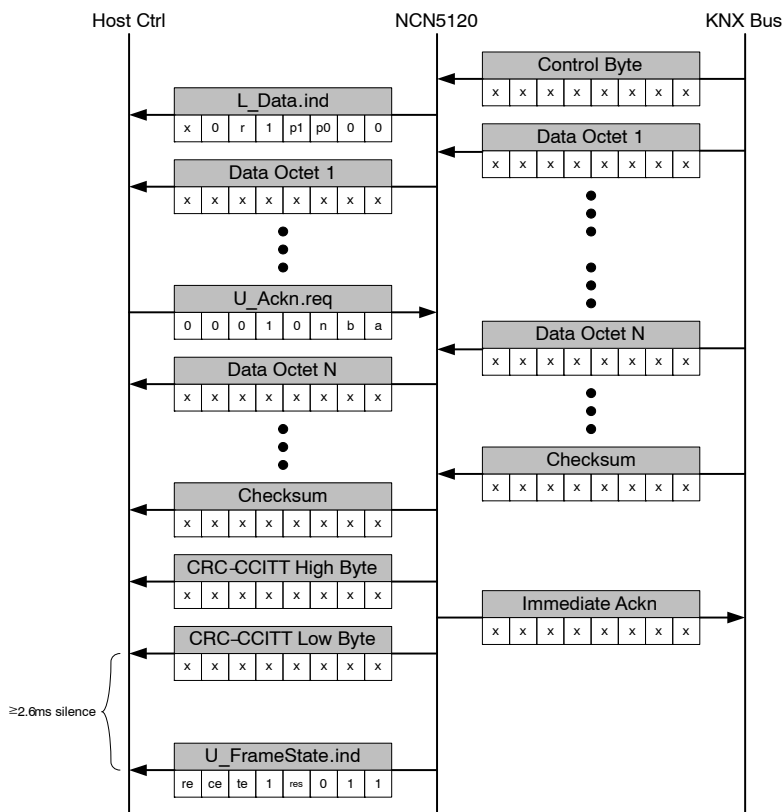 Host Ctrl NCN5120 KNX Bus
Control Byte
x x x x x x x x
L_Data.ind
x 0 r 1 p1 p0 0 0
Data Octet 1
x x x x x x x x
Data Octet 1
x x x x x x x x
U_Ackn.req
0 0 0 1 0 n b a
Data Octet N
x x x x x x x x
Data Octet N
x x x x x x x x
Checksum
x x x x x x x x
Checksum
x x x x x x x x
CRC-CCITT High Byte
x x x x x x x x
Immediate Ackn
x x x x x x x x
CRC-CCITT Low Byte
x x x x x x x x
≥2.6ms silence
U_FrameState.ind
re ce te 1 res 0 1 1